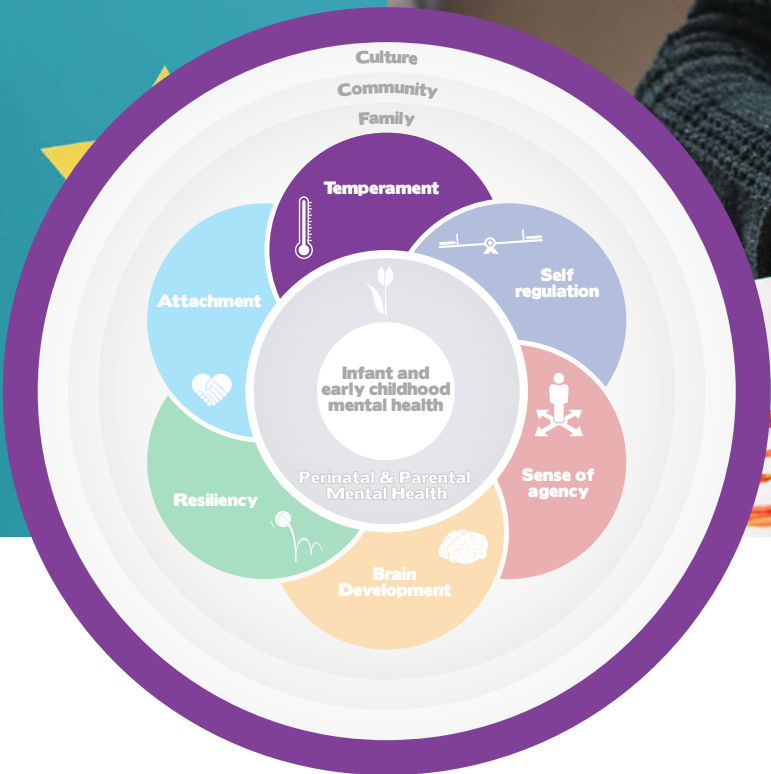 Culture
Community
Family
Temperament
Self
regulation
Attachment
Infant and
early childhood
mental health
Sense of
agency
Perinatal & Parental
Mental Health
Resiliency
Brain
Development